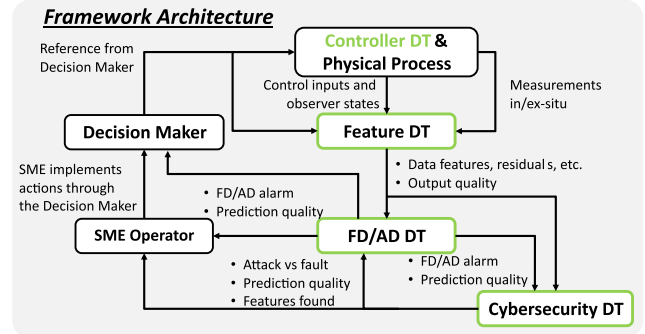 Framework Architecture
Reference from
Decision Maker
Controller DT &
Physical Process
Control inputs and
observer states
Measurements
in/ex-situ
Decision Maker
Feature DT
SME implements
actions through
the Decision Maker
• Data features, residuals, etc.
• Output quality
• FD/AD alarm
• Prediction quality
SME Operator
FD/AD DT
• Attack vs fault
• Prediction quality
• Features found
• FD/AD alarm
• Prediction quality
Cybersecurity DT